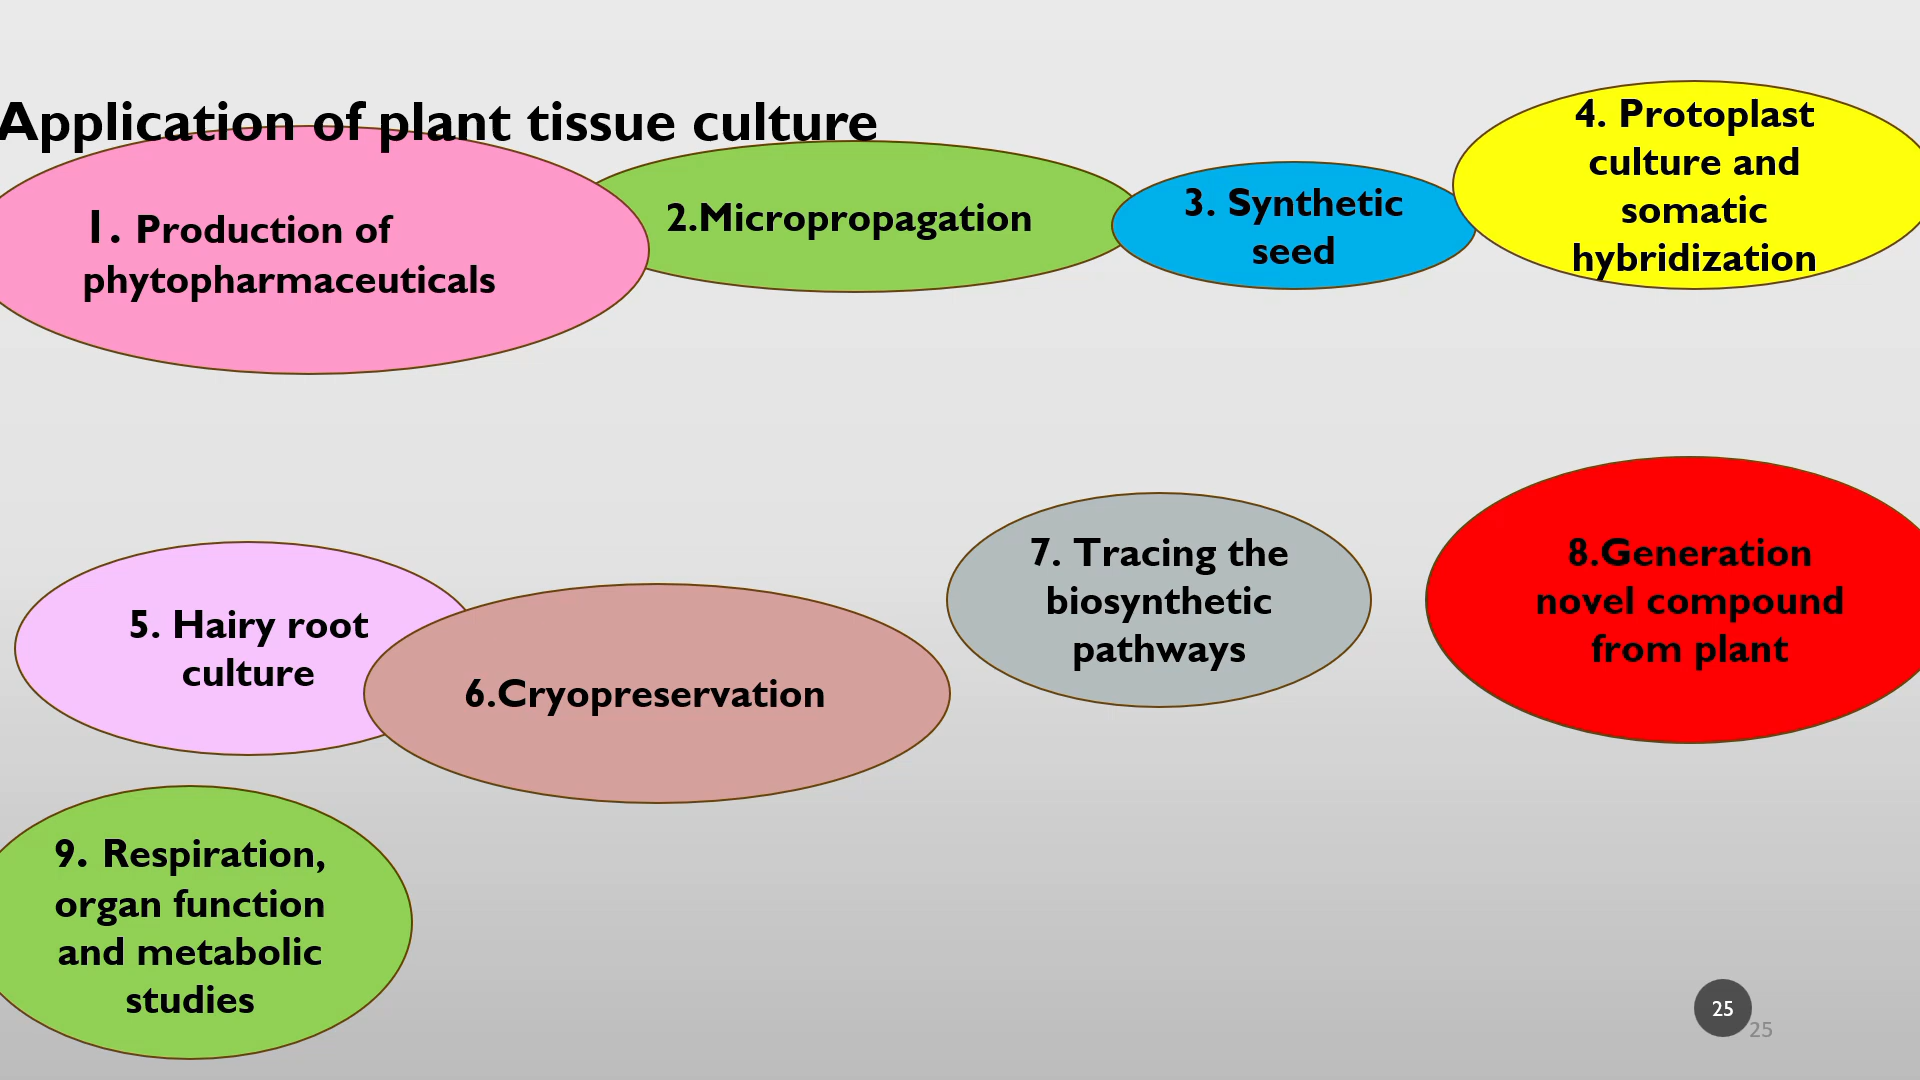 Application of plant tissue culture
1. Production of
phytopharmaceuticals
2.Micropropagation
3. Synthetic
seed
4. Protoplast
culture and
somatic
hybridization
5. Hairy root
culture
6.Cryopreservation
7. Tracing the
biosynthetic
pathways
8.Generation
novel compound
from plant
9. Respiration,
organ function
and metabolic
studies
25
25